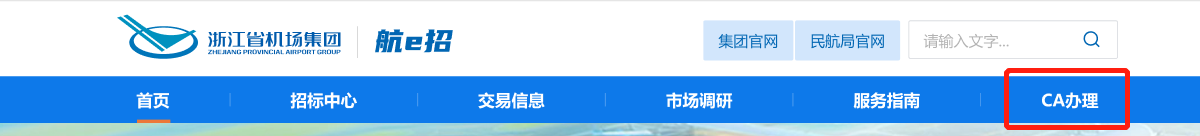 浙江省机场集团
ZHEJIANG PROVINCIAL AIRPORT GROUP
航e招
集团官网 民航局官网 请输入文字...
首页 招标中心 交易信息 市场调研 服务指南 CA办理